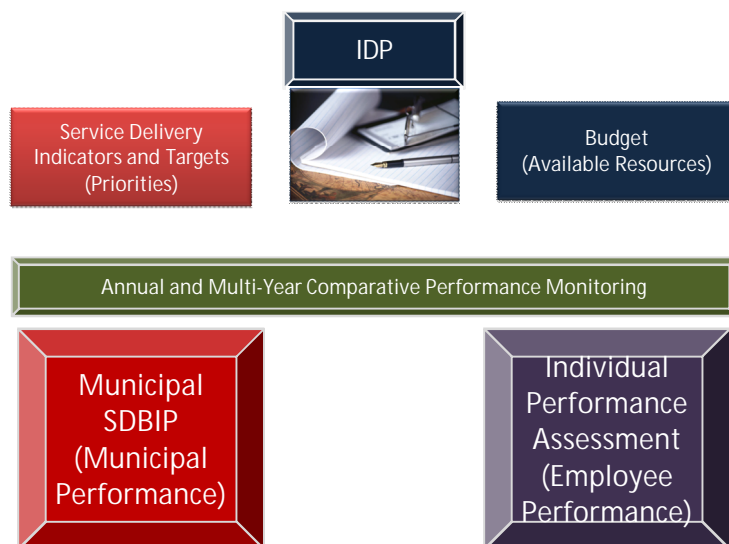 IDP
Service Delivery
Indicators and Targets
(Priorities)
Budget
(Available Resources)
Annual and Multi-Year Comparative Performance Monitoring
Municipal
SDBIP
(Municipal
Performance)
Individual
Performance
Assessment
(Employee
Performance)